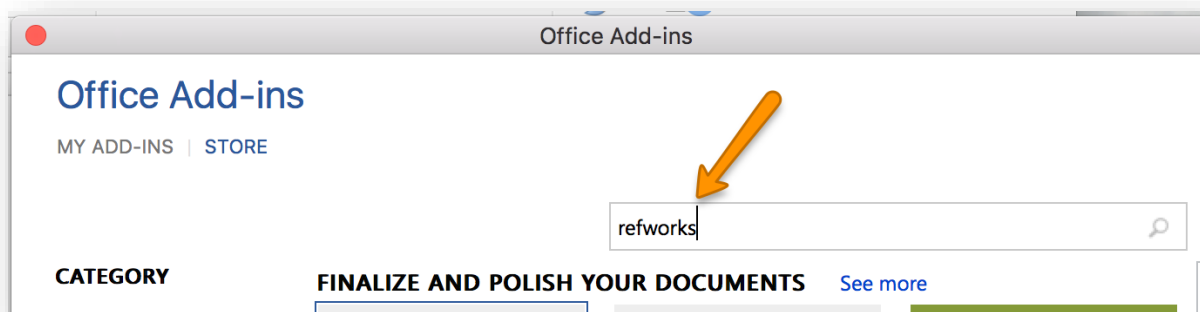 Office Add-ins
Office Add-ins
MY ADD-INS | STORE
refworks
CATEGORY
FINALIZE AND POLISH YOUR DOCUMENTS See more